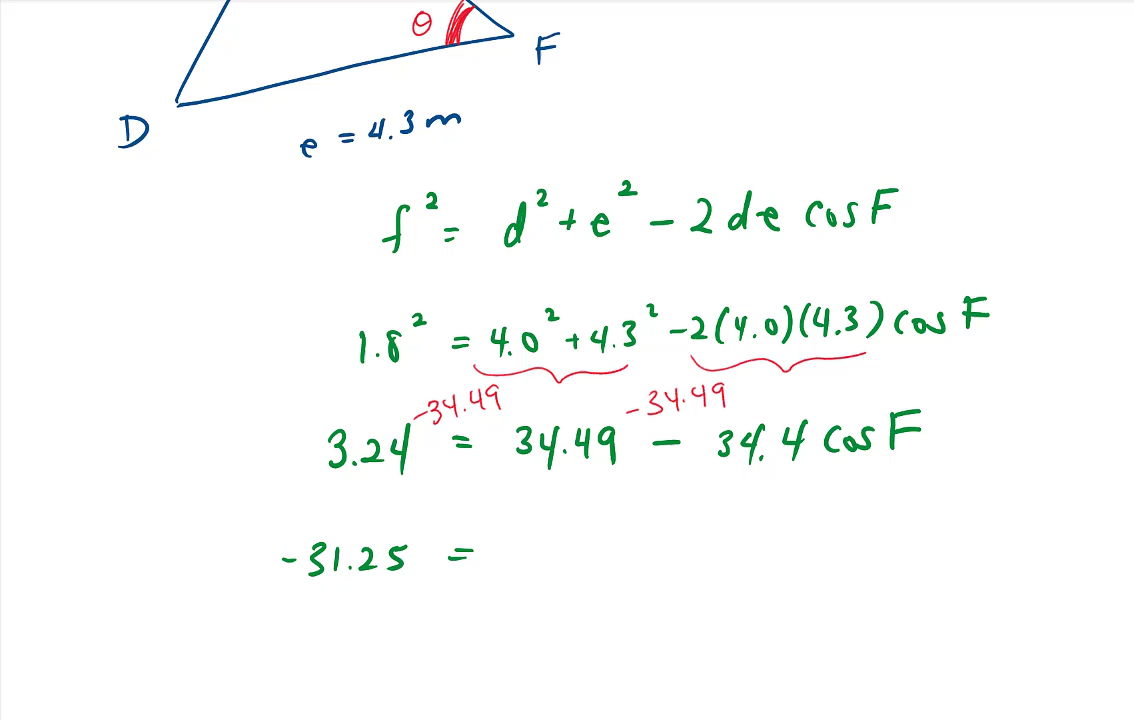 θ
F
D
e = 4.3 m
f² = d² + e² - 2de cos F
1.8² = 4.0² + 4.3² - 2(4.0)(4.3) cos F
-34.49 -34.49
3.24 = 34.49 - 34.4 cos F
-31.25 =